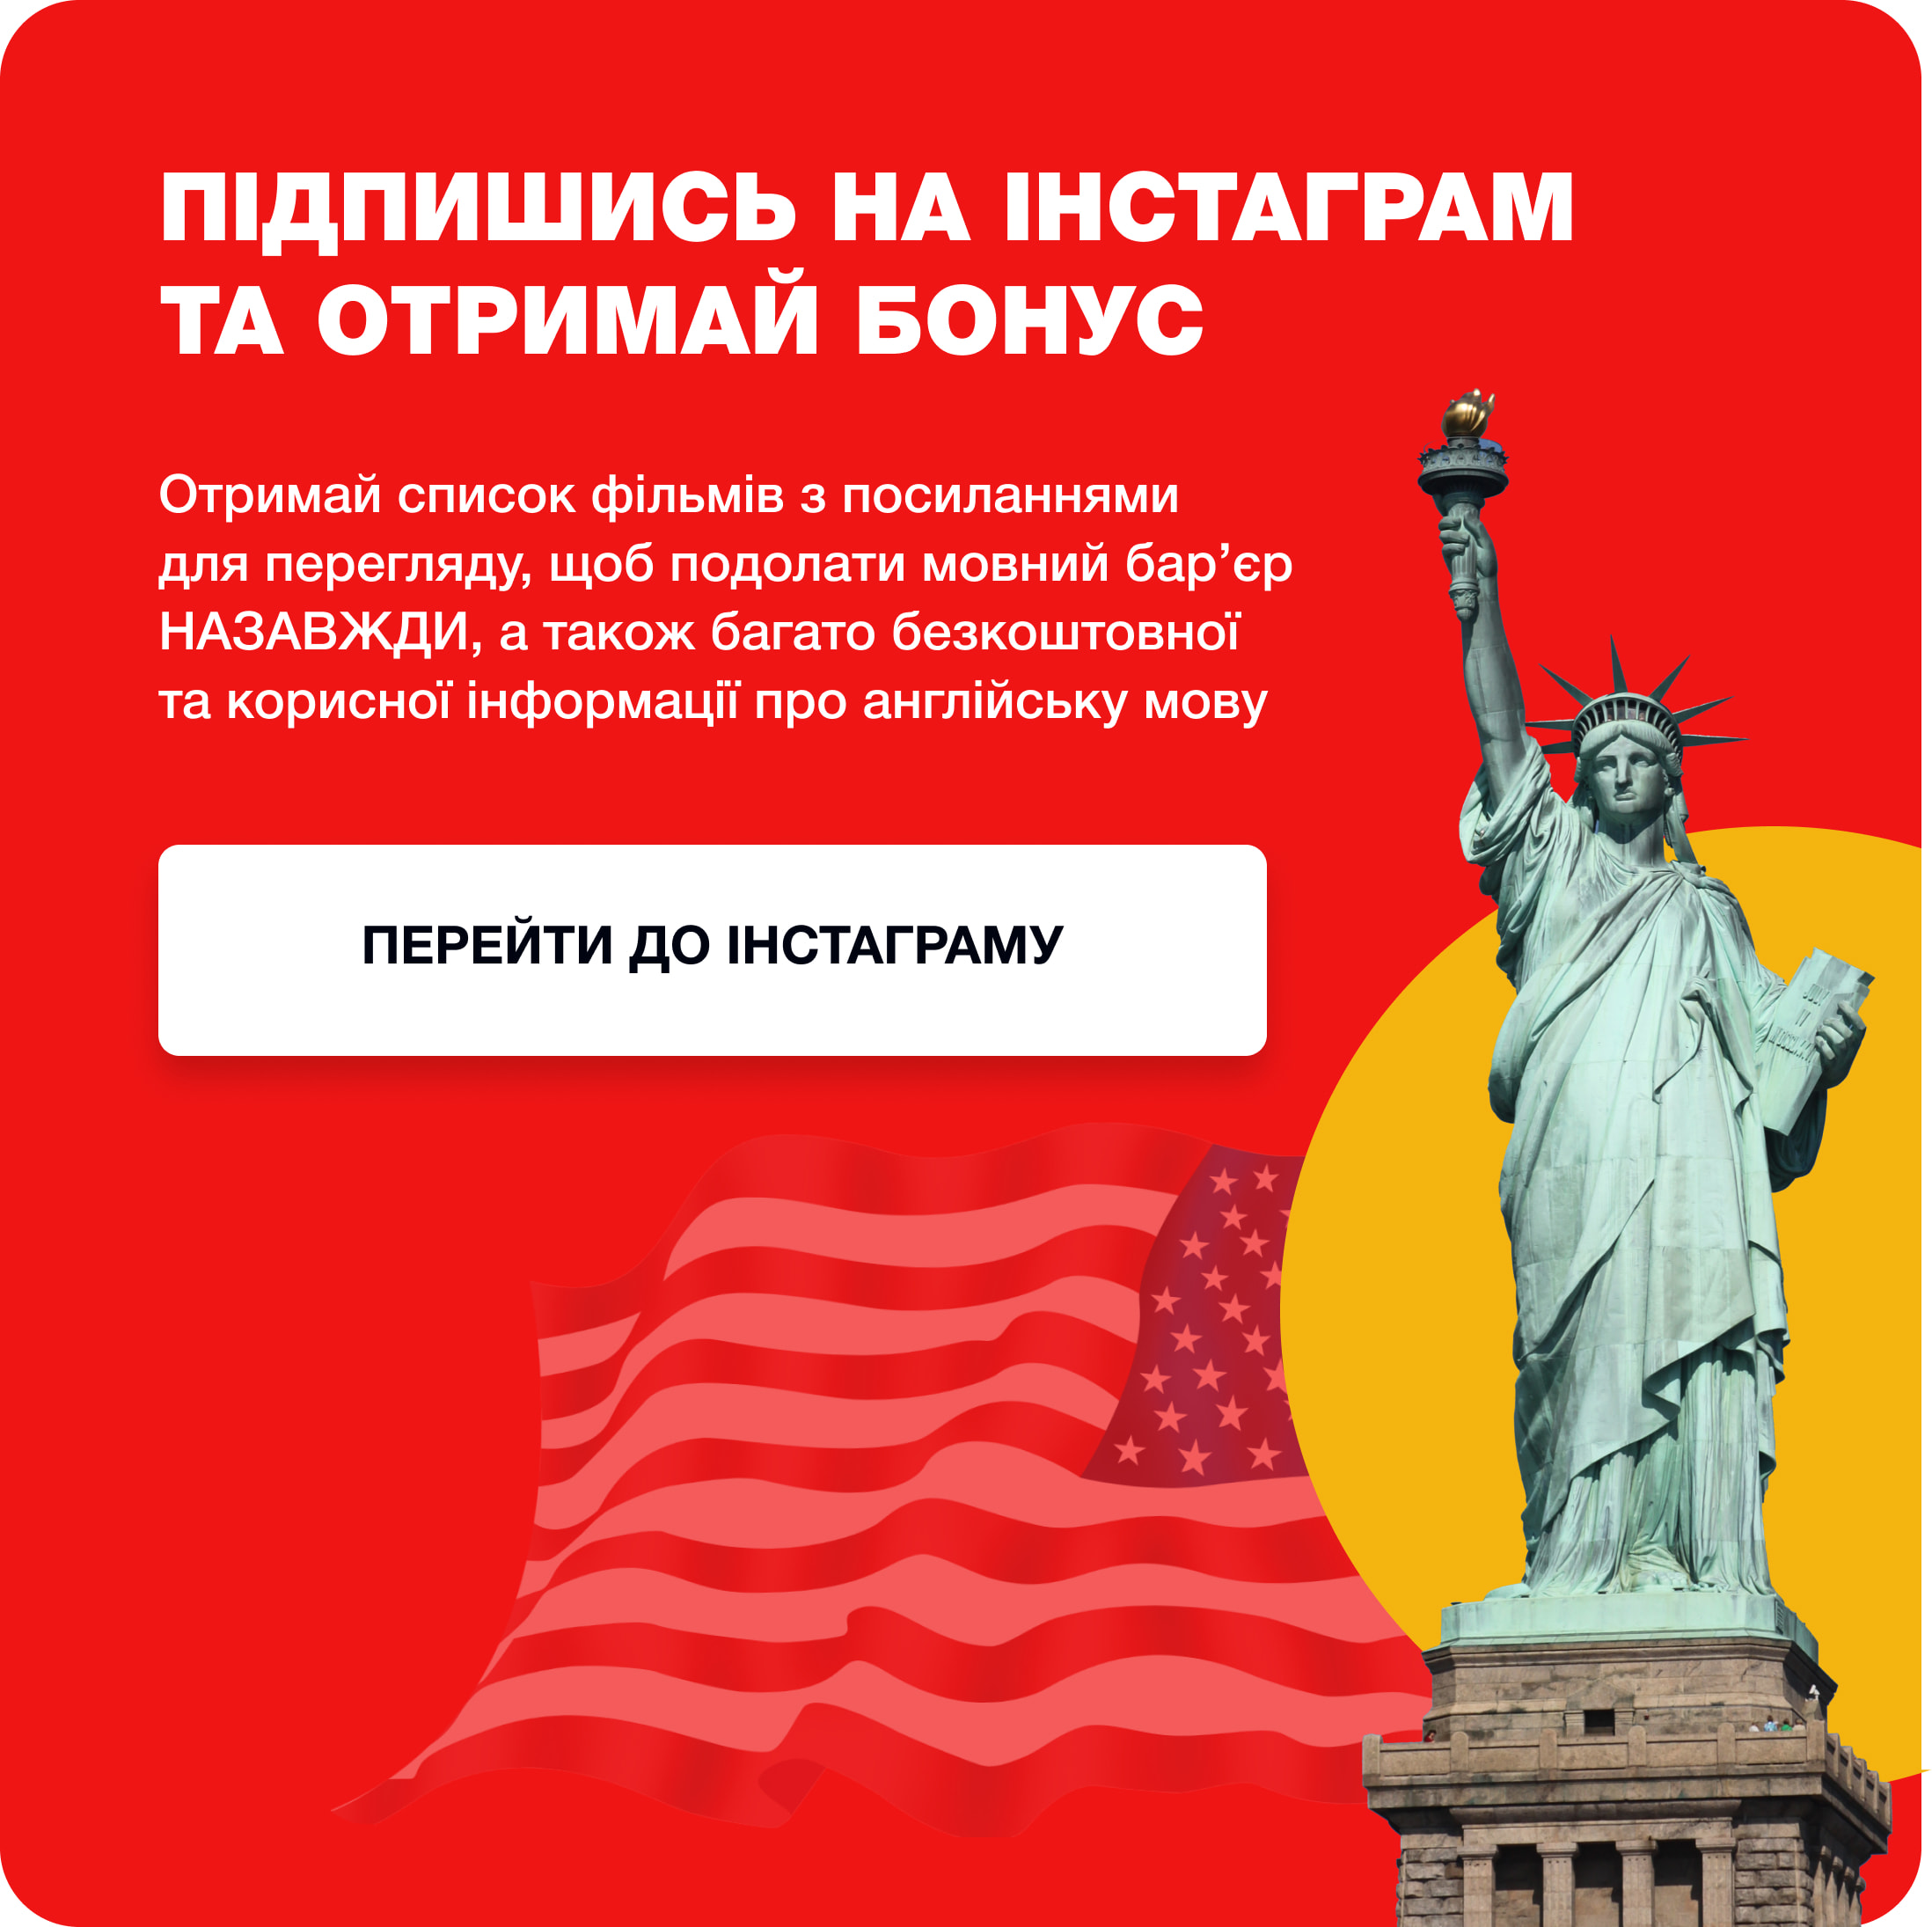 ПІДПИШИСЬ НА ІНСТАГРАМ
ТА ОТРИМАЙ БОНУС
Отримай список фільмів з посиланнями
для перегляду, щоб подолати мовний бар’єр
НАЗАВЖДИ, а також багато безкоштовної
та корисної інформації про англійську мову
ПЕРЕЙТИ ДО ІНСТАГРАМУ